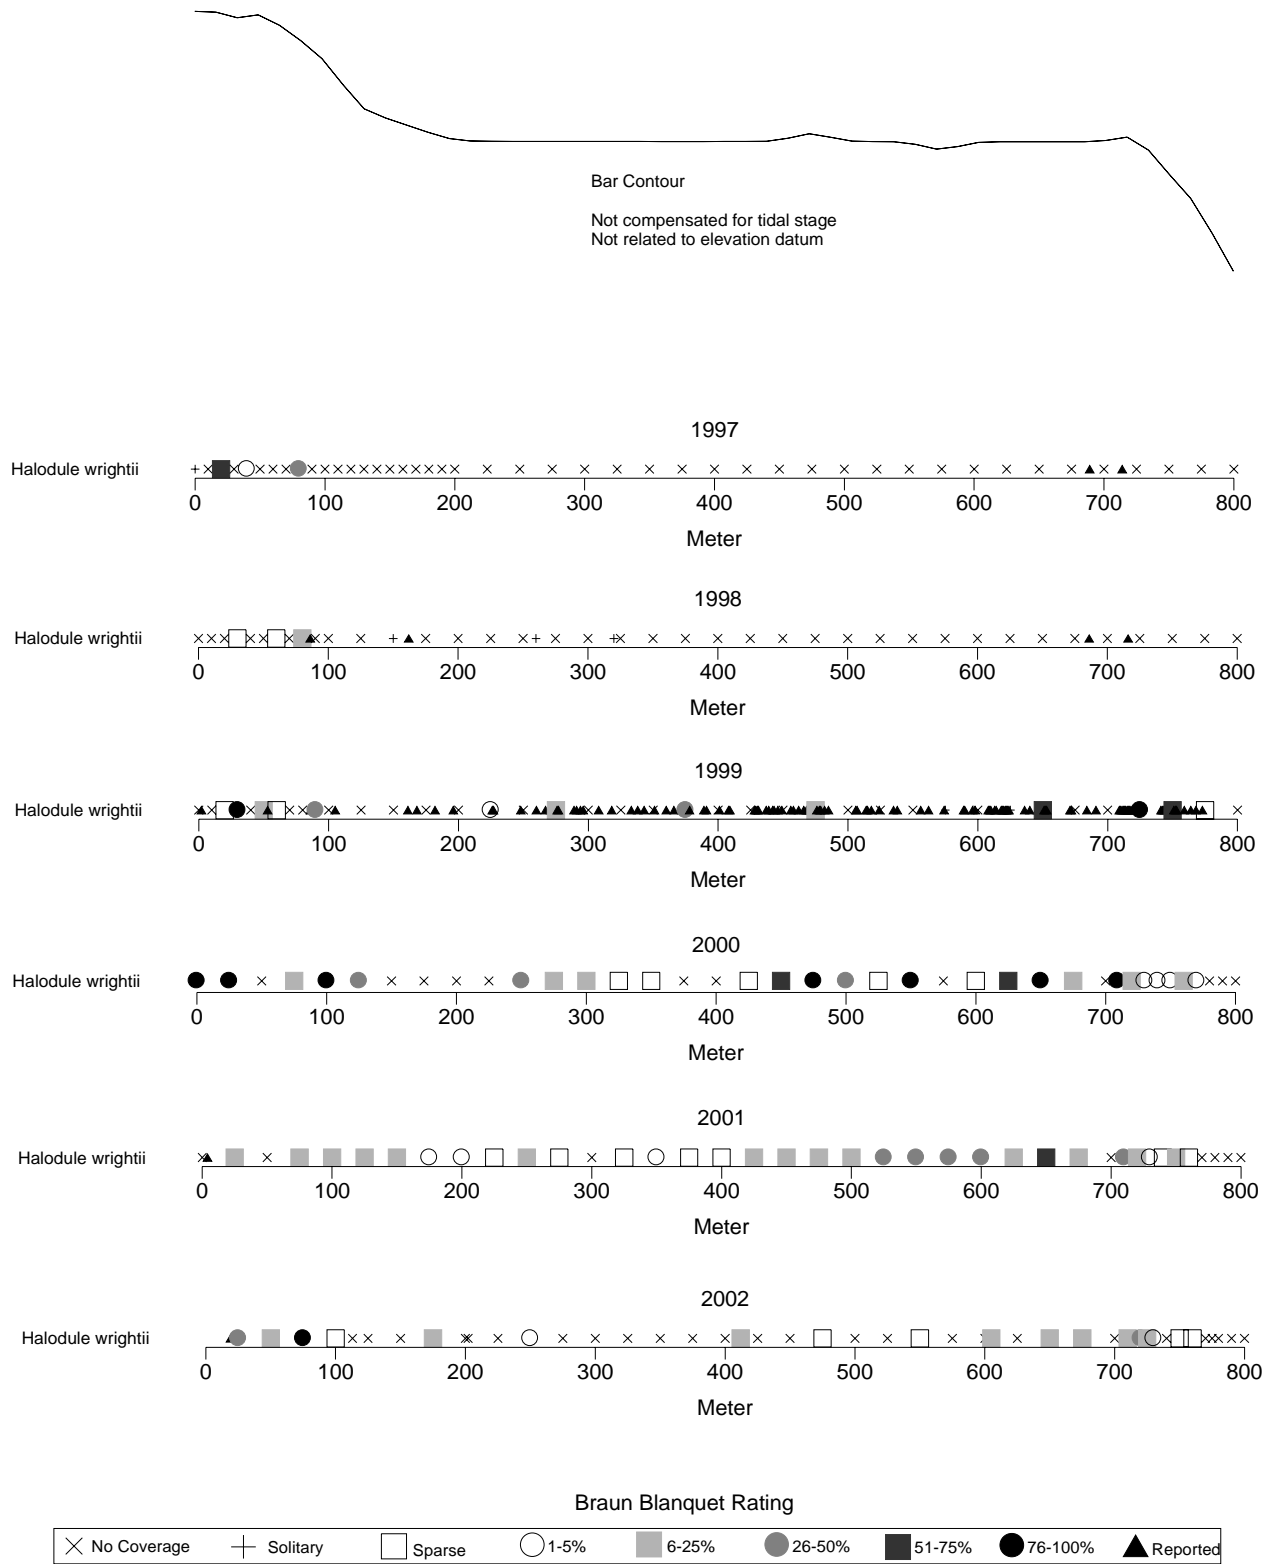 Bar Contour
Not compensated for tidal stage
Not related to elevation datum
1997
Halodule wrightii
0 100 200 300 400 500 600 700 800
Meter
1998
Halodule wrightii
0 100 200 300 400 500 600 700 800
Meter
1999
Halodule wrightii
0 100 200 300 400 500 600 700 800
Meter
2000
Halodule wrightii
0 100 200 300 400 500 600 700 800
Meter
2001
Halodule wrightii
0 100 200 300 400 500 600 700 800
Meter
2002
Halodule wrightii
0 100 200 300 400 500 600 700 800
Meter
Braun Blanquet Rating
No Coverage Solitary Sparse 1-5% 6-25% 26-50% 51-75% 76-100% Reported